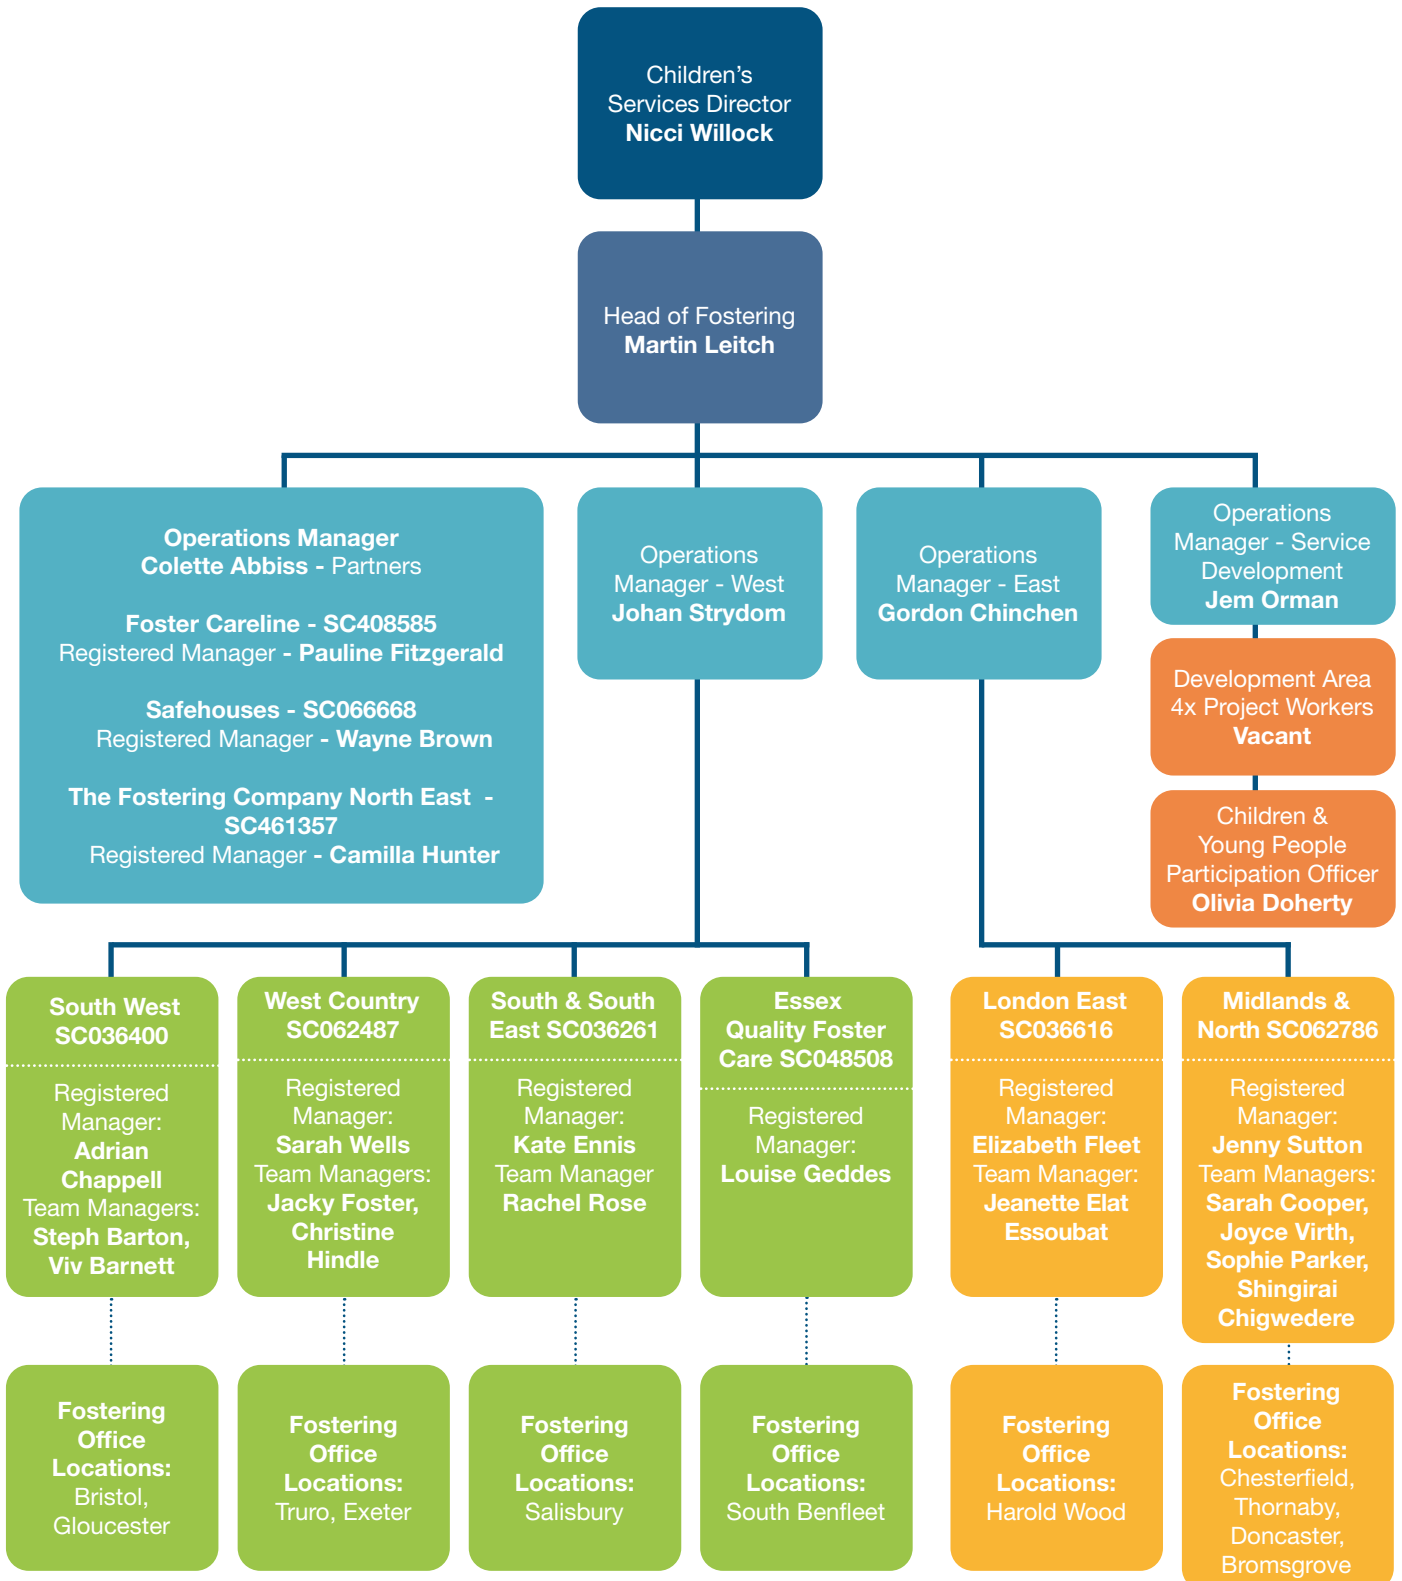 Children's
Services Director
Nicci Willock
Head of Fostering
Martin Leitch
Operations Manager
Colette Abbiss - Partners
Foster Careline - SC408585
Registered Manager - Pauline Fitzgerald
Safehouses - SC066668
Registered Manager - Wayne Brown
The Fostering Company North East -
SC461357
Registered Manager - Camilla Hunter
Operations
Manager - West
Johan Strydom
Operations
Manager - East
Gordon Chinchen
Operations
Manager - Service
Development
Jem Orman
Development Area
4x Project Workers
Vacant
Children &
Young People
Participation Officer
Olivia Doherty
South West
SC036400
Registered
Manager:
Adrian
Chappell
Team Managers:
Steph Barton,
Viv Barnett
West Country
SC062487
Registered
Manager:
Sarah Wells
Team Managers:
Jacky Foster,
Christine
Hindle
South & South
East SC036261
Registered
Manager:
Kate Ennis
Team Manager
Rachel Rose
Essex
Quality Foster
Care SC048508
Registered
Manager:
Louise Geddes
London East
SC036616
Registered
Manager:
Elizabeth Fleet
Team Manager:
Jeanette Elat
Essoubat
Midlands &
North SC062786
Registered
Manager:
Jenny Sutton
Team Managers:
Sarah Cooper,
Joyce Virth,
Sophie Parker,
Shingirai
Chigwedere
Fostering
Office
Locations:
Bristol,
Gloucester
Fostering
Office
Locations:
Truro, Exeter
Fostering
Office
Locations:
Salisbury
Fostering
Office
Locations:
South Benfleet
Fostering
Office
Locations:
Harold Wood
Fostering
Office
Locations:
Chesterfield,
Thornaby,
Doncaster,
Bromsgrove